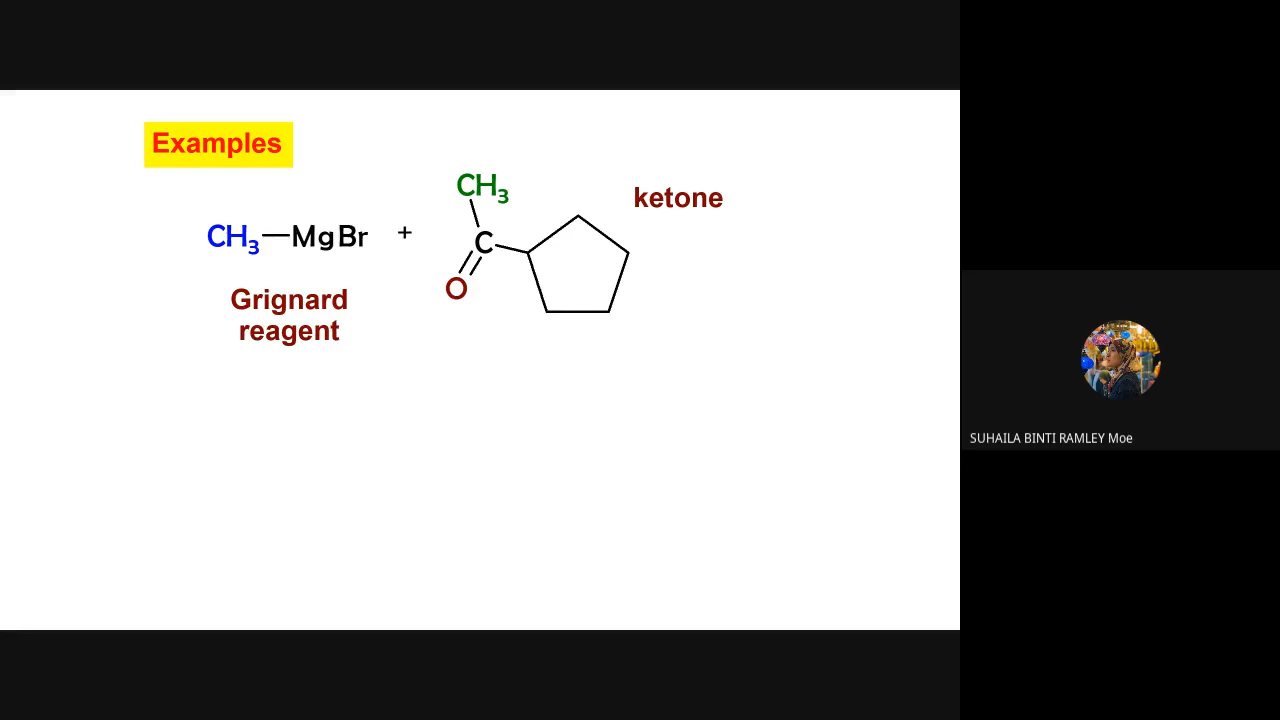 Examples
CH3
ketone
CH3—MgBr + C
O
Grignard
reagent
SUHAILA BINTI RAMLEY Moe